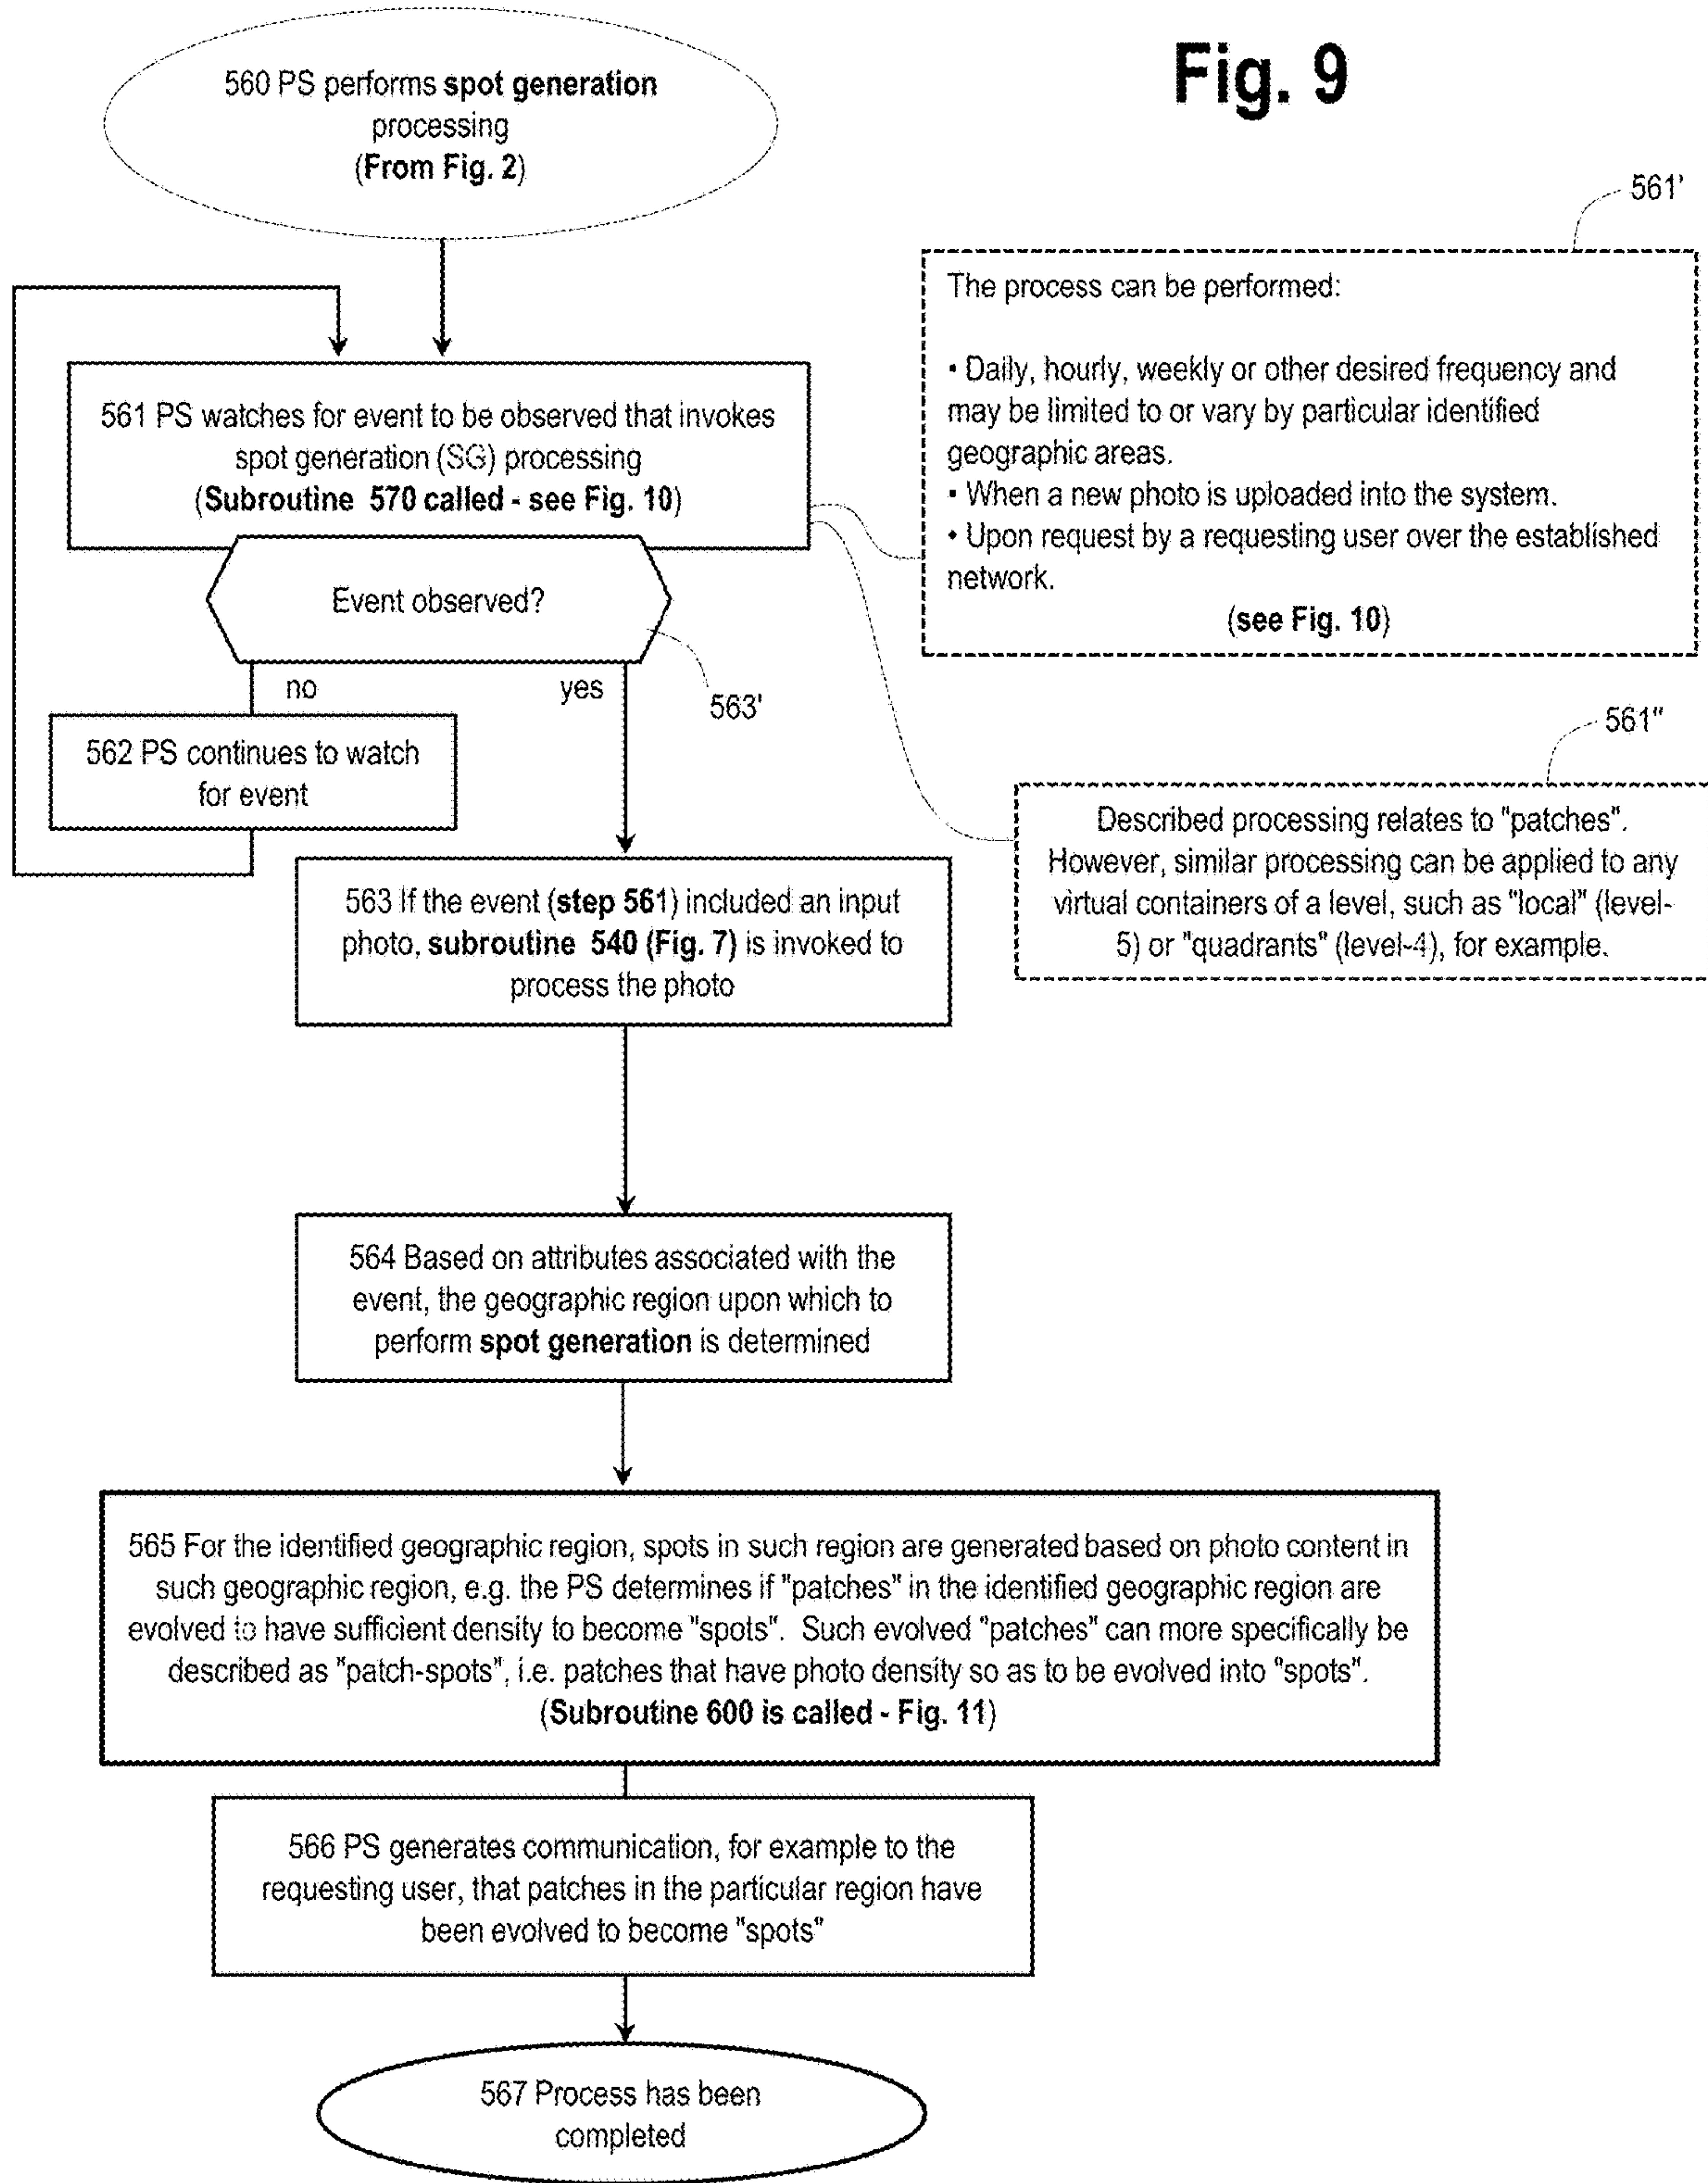 Fig. 9
560 PS performs spot generation
processing
(From Fig. 2)
561'
The process can be performed:
▪ Daily, hourly, weekly or other desired frequency and
may be limited to or vary by particular identified
geographic areas.
▪ When a new photo is uploaded into the system.
• Upon request by a requesting user over the established
network.
(see Fig. 10)
561 PS watches for event to be observed that invokes
spot generation (SG) processing
(Subroutine 570 called - see Fig. 10)
Event observed?
563'
no
yes
562 PS continues to watch
for event
561"
Described processing relates to "patches".
However, similar processing can be applied to any
virtual containers of a level, such as "local" (level-
5) or "quadrants" (level-4), for example.
563 If the event (step 561) included an input
photo, subroutine 540 (Fig. 7) is invoked to
process the photo
564 Based on attributes associated with the
event, the geographic region upon which to
perform spot generation is determined
565 For the identified geographic region, spots in such region are generated based on photo content in
such geographic region, e.g. the PS determines if "patches" in the identified geographic region are
evolved to have sufficient density to become "spots". Such evolved "patches" can more specifically be
described as "patch-spots", i.e. patches that have photo density so as to be evolved into "spots".
(Subroutine 600 is called - Fig. 11)
566 PS generates communication, for example to the
requesting user, that patches in the particular region have
been evolved to become "spots"
567 Process has been
completed